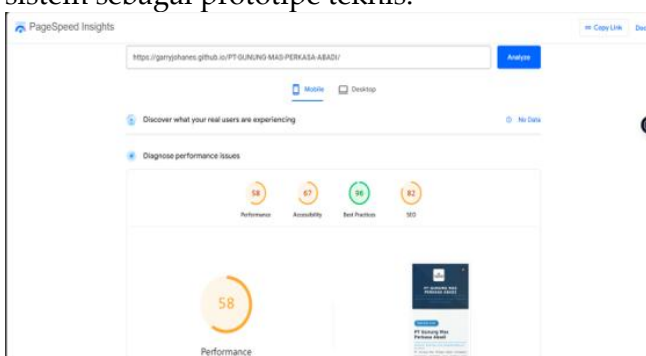 sistem sebagai prototipe teknis.
PageSpeed Insights
Copy Link
https://garryjohanes.github.io/PT-GUNUNG-MAS-PERKASA-ABADI/
Analyze
Mobile
Desktop
Discover what your real users are experiencing
No Data
Diagnose performance issues
58
67
96
82
Performance
Accessibility
Best Practices
SEO
58
PT GUNUNG MAS
PERKASA ABADI
PT Gunung Mas
Perkasa Abadi
Performance